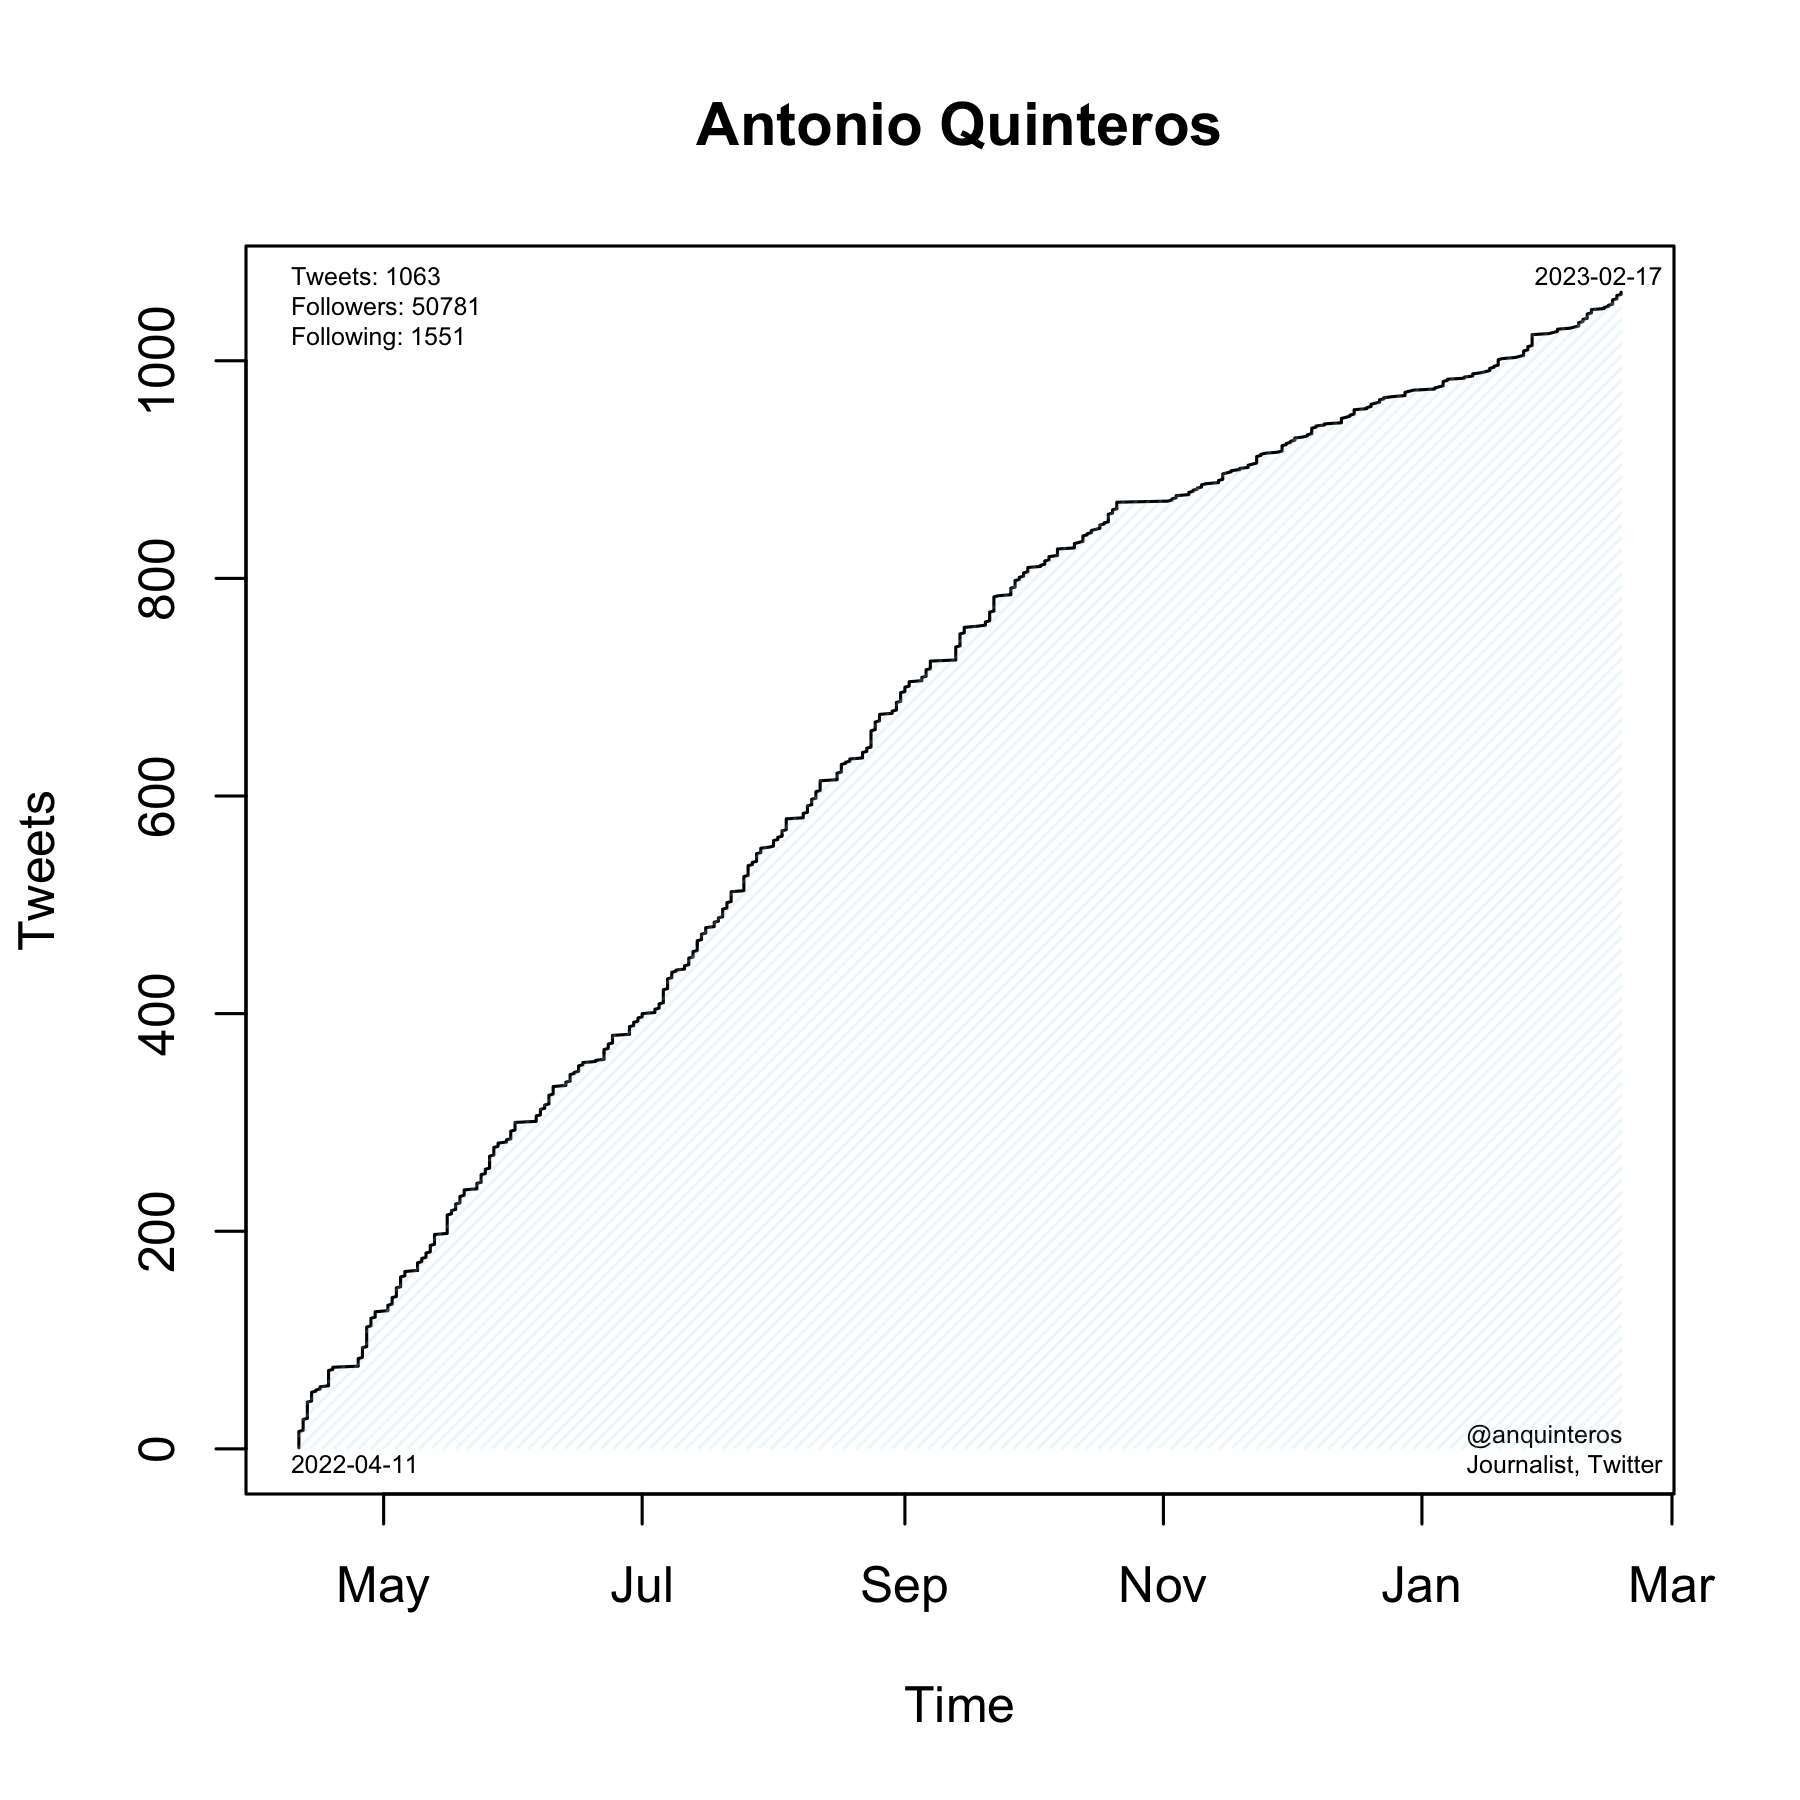 Antonio Quinteros
Tweets: 1063
Followers: 50781
Following: 1551
2023-02-17
1000
800
600
400
200
0
Tweets
@anquinteros
Journalist, Twitter
2022-04-11
May Jul Sep Nov Jan Mar
Time